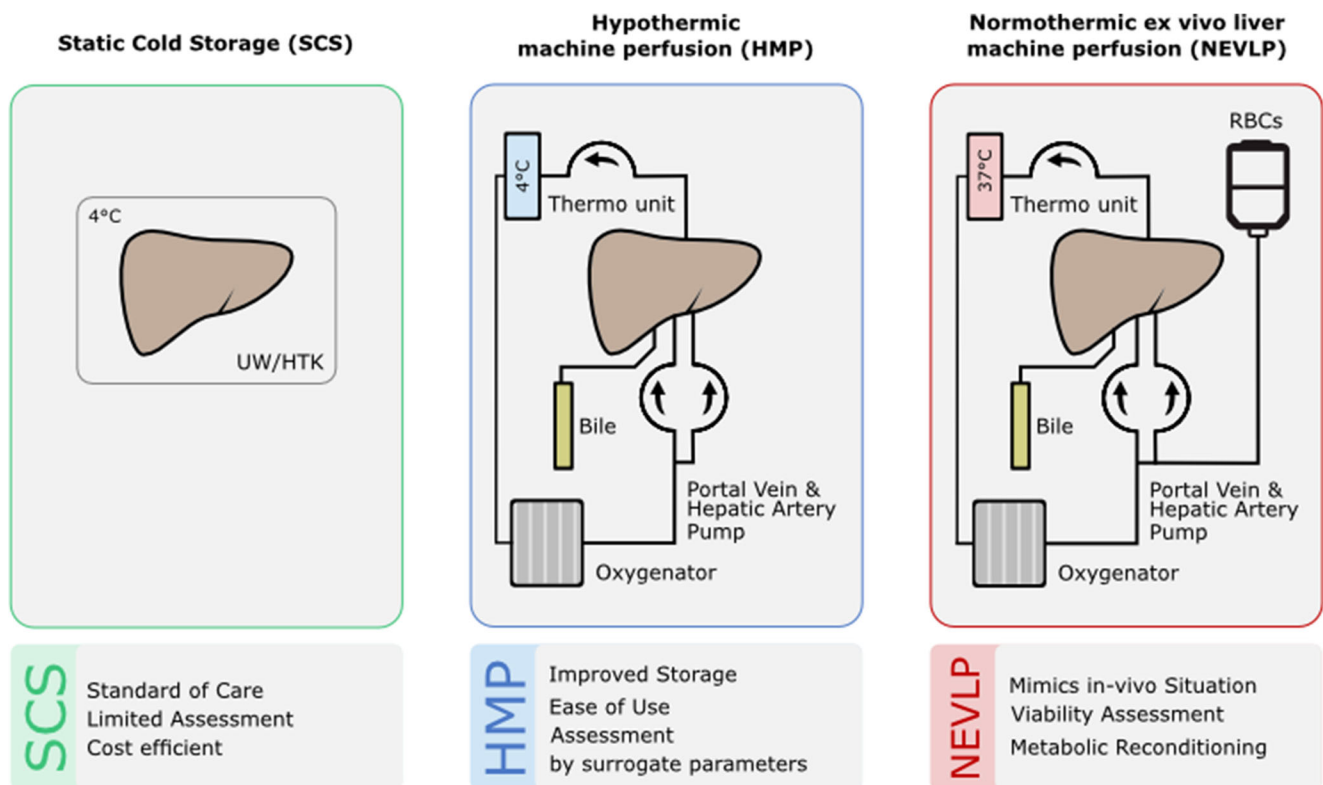 Static Cold Storage (SCS)
4°C
UW/HTK
SCS
Standard of Care
Limited Assessment
Cost efficient
Hypothermic
machine perfusion (HMP)
4°C
Thermo unit
Bile
Portal Vein &
Hepatic Artery
Pump
Oxygenator
HMP
Improved Storage
Ease of Use
Assessment
by surrogate parameters
Normothermic ex vivo liver
machine perfusion (NEVLP)
RBCs
37°C
Thermo unit
Bile
Portal Vein &
Hepatic Artery
Pump
Oxygenator
NEVLP
Mimics in-vivo Situation
Viability Assessment
Metabolic Reconditioning